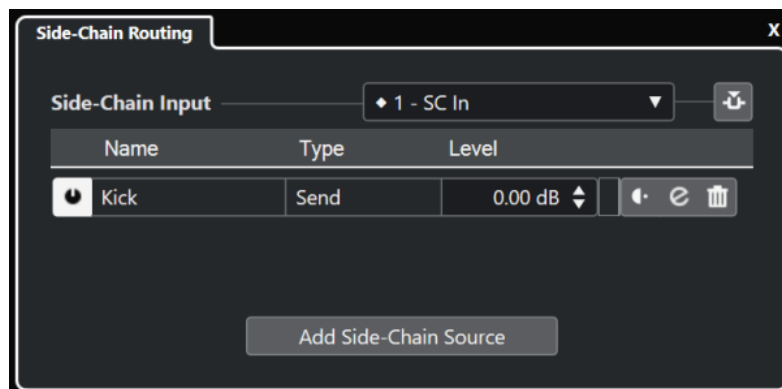 Side-Chain Routing X
Side-Chain Input 1 - SC In
Name Type Level
Kick Send 0.00 dB
Add Side-Chain Source